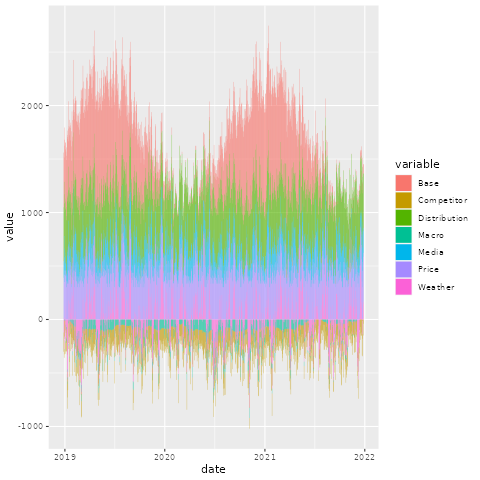 value
2000
1000
0
-1000
2019 2020 2021 2022
date
variable
Base
Competitor
Distribution
Macro
Media
Price
Weather